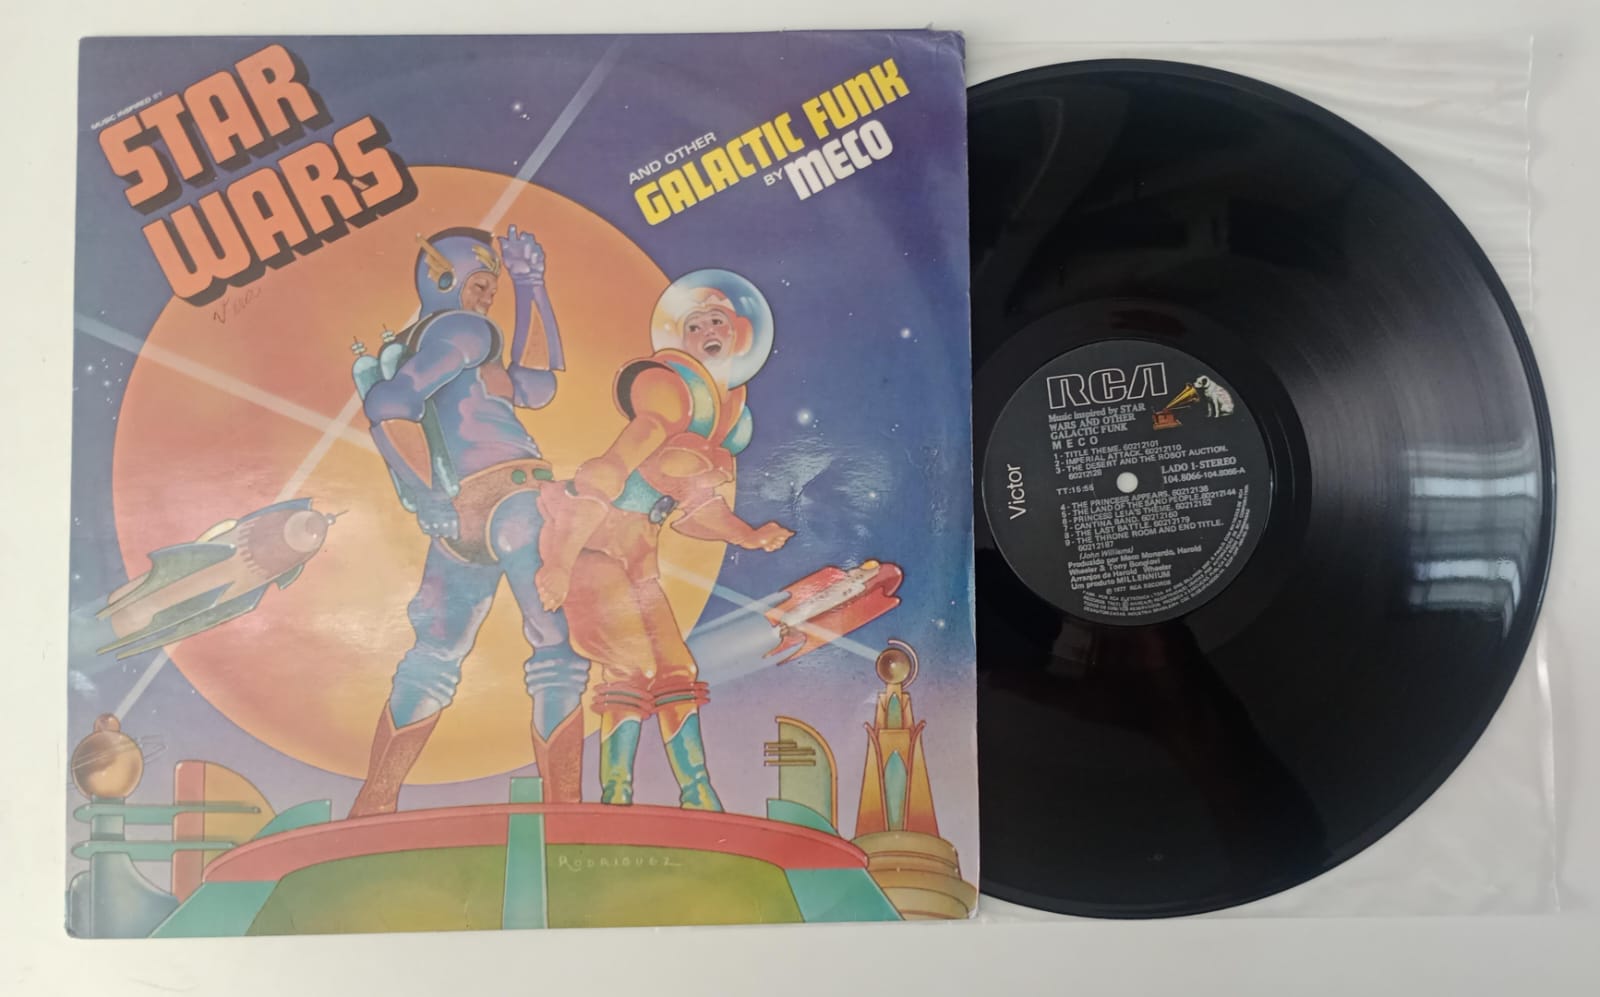 MUSIC INSPIRED BY
STAR
WARS
AND OTHER
GALACTIC FUNK
BY MECO
RODRIGUEZ
RCA
Music inspired by STAR
WARS AND OTHER
GALACTIC FUNK
MECO
1 - TITLE THEME. 60212101
2 - IMPERIAL ATTACK. 60212110
3 - THE DESERT AND THE ROBOT AUCTION.
60212128
LADO 1-STEREO
104.8066-104.8066-A
TT:15:56
Victor
4 - THE PRINCESS APPEARS. 60212136
5 - THE LAND OF THE SAND PEOPLE. 60212144
6 - PRINCESS LEIA'S THEME. 60212152
7 - CANTINA BAND. 60212160
8 - THE LAST BATTLE. 60212179
9 - THE THRONE ROOM AND END TITLE.
60212187
(John Williams)
Produzido por Meco Monardo, Harold
Wheeler & Tony Bongiovi
Arranjos de Harold Wheeler
Um produto MILLENNIUM
℗ 1977 RCA RECORDS